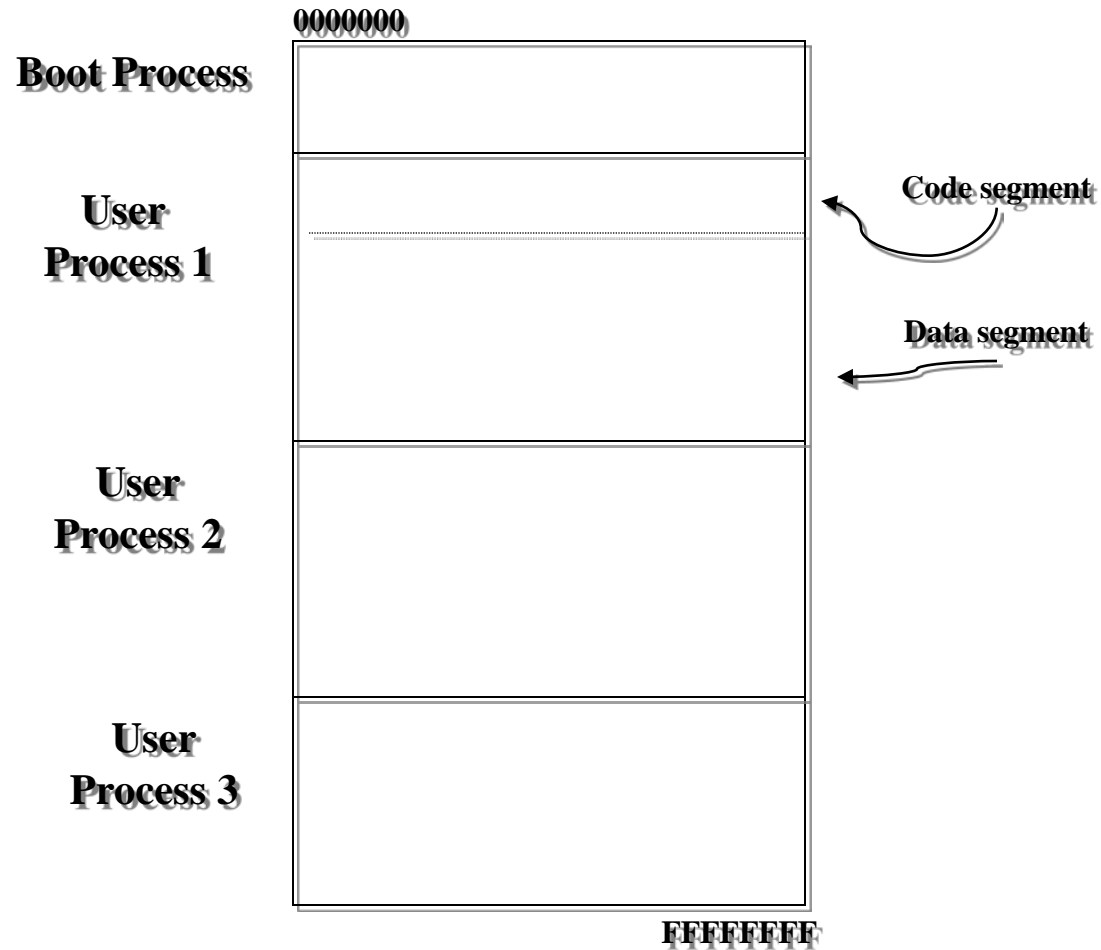 0000000
Boot Process
User
Process 1
Code segment
Data segment
User
Process 2
User
Process 3
FFFFFFFF